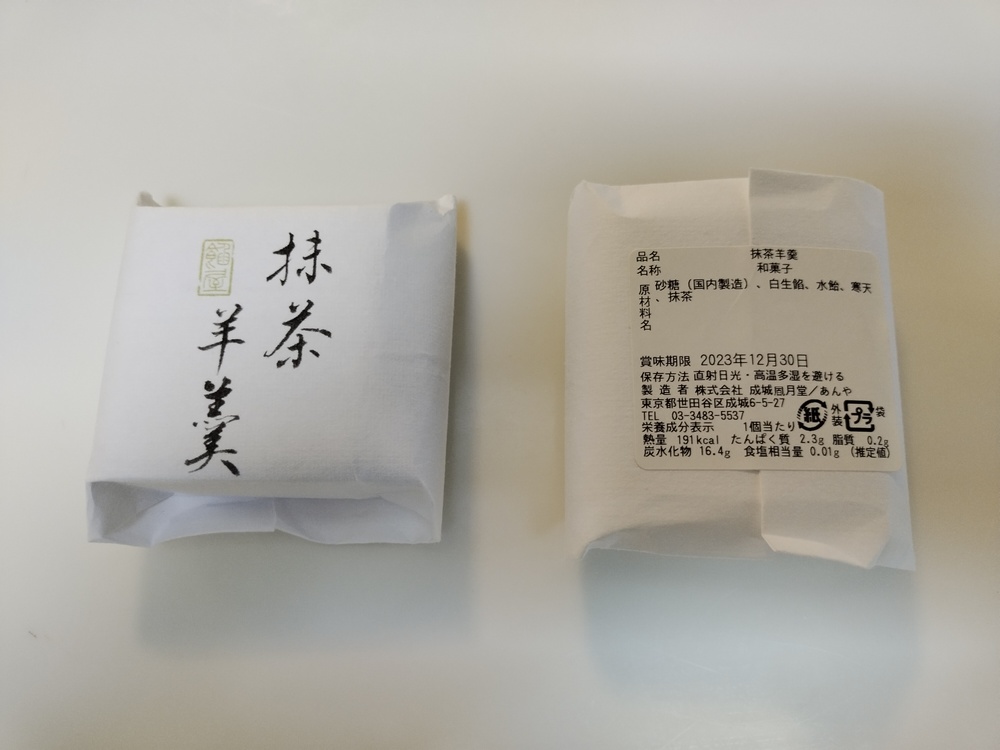 抹茶
羊羹
餡屋
品名 抹茶羊羹
名称 和菓子
原材料名 砂糖（国内製造）、白生餡、水飴、寒天
、抹茶
賞味期限 2023年12月30日
保存方法 直射日光・高温多湿を避ける
製造者 株式会社 成城凮月堂／あんや
東京都世田谷区成城6-5-27
TEL 03-3483-5537
紙 外装 プラ 袋
栄養成分表示 1個当たり
熱量 191kcal たんぱく質 2.3g 脂質 0.2g
炭水化物 16.4g 食塩相当量 0.01g （推定値）